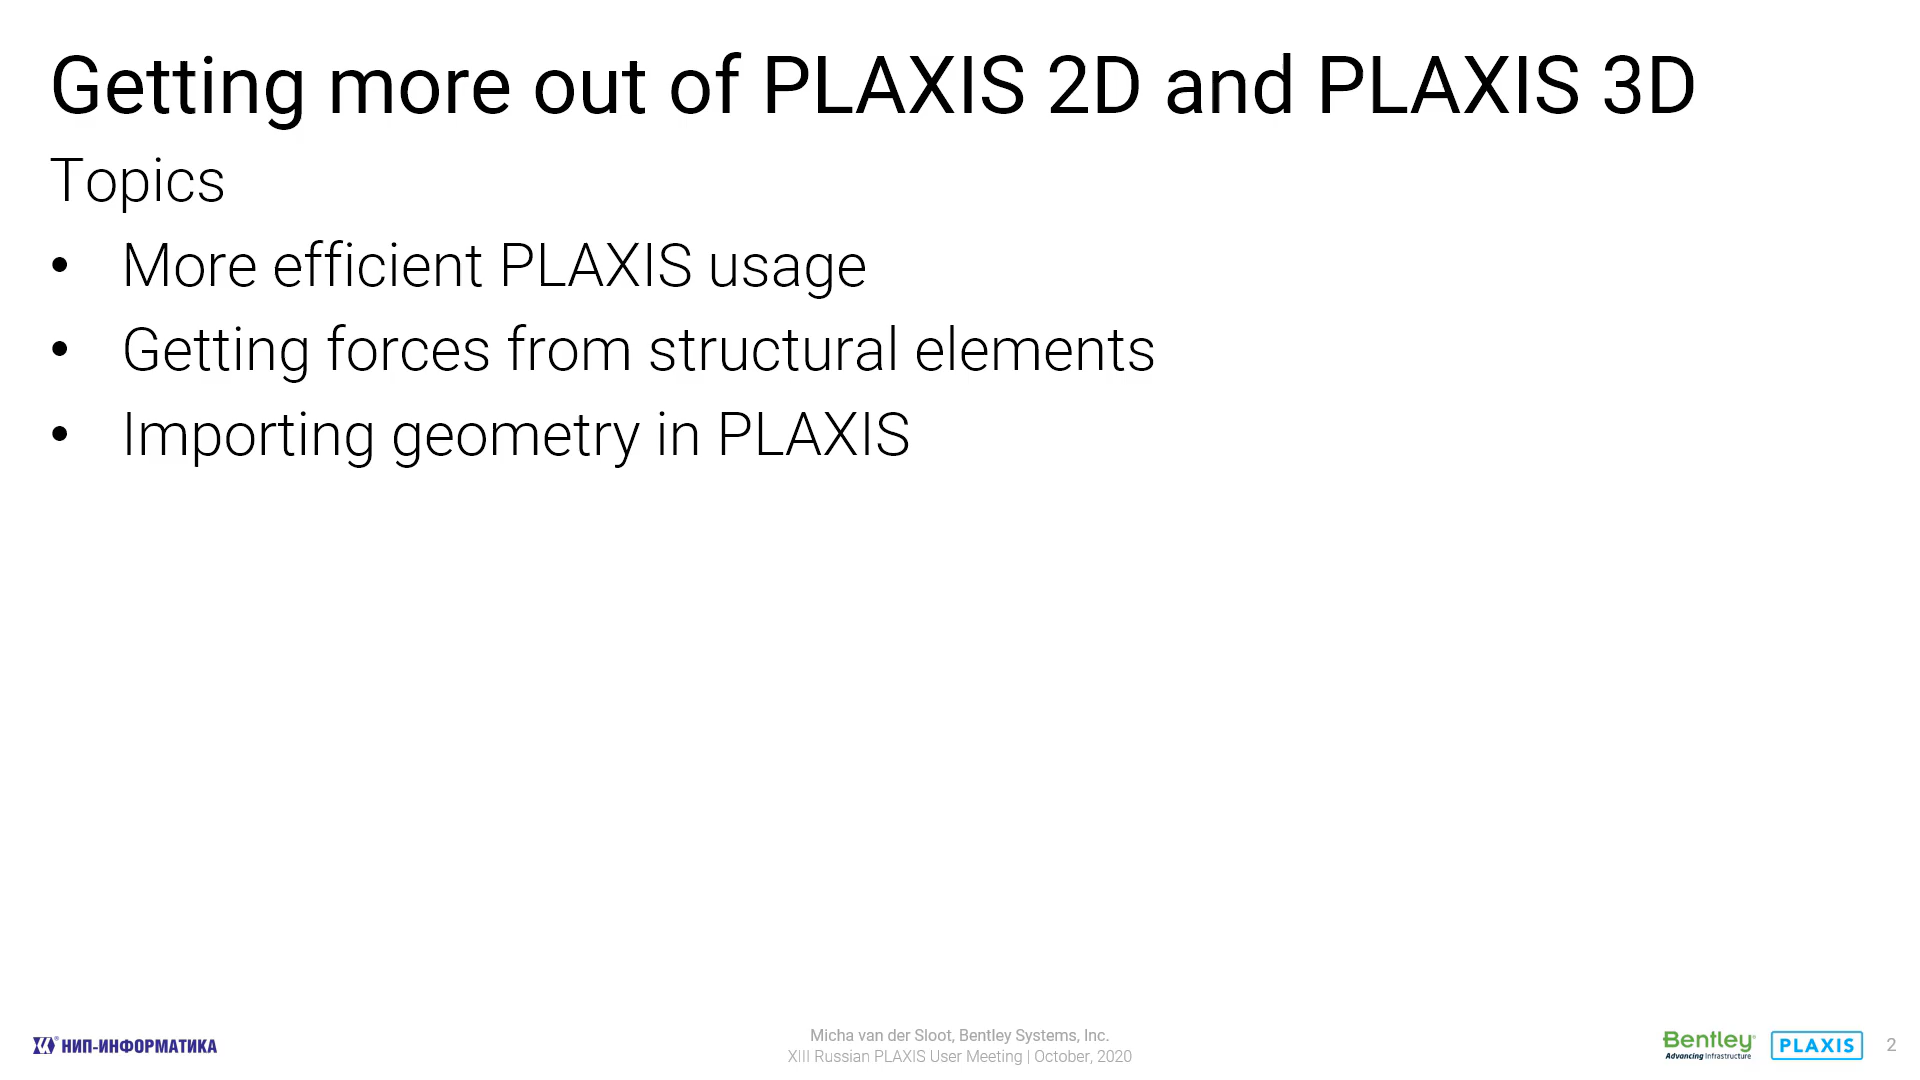 Getting more out of PLAXIS 2D and PLAXIS 3D
Topics
• More efficient PLAXIS usage
• Getting forces from structural elements
• Importing geometry in PLAXIS
НИП-ИНФОРМАТИКА
Micha van der Sloot, Bentley Systems, Inc.
XIII Russian PLAXIS User Meeting | October, 2020
Bentley®
Advancing Infrastructure
PLAXIS
2